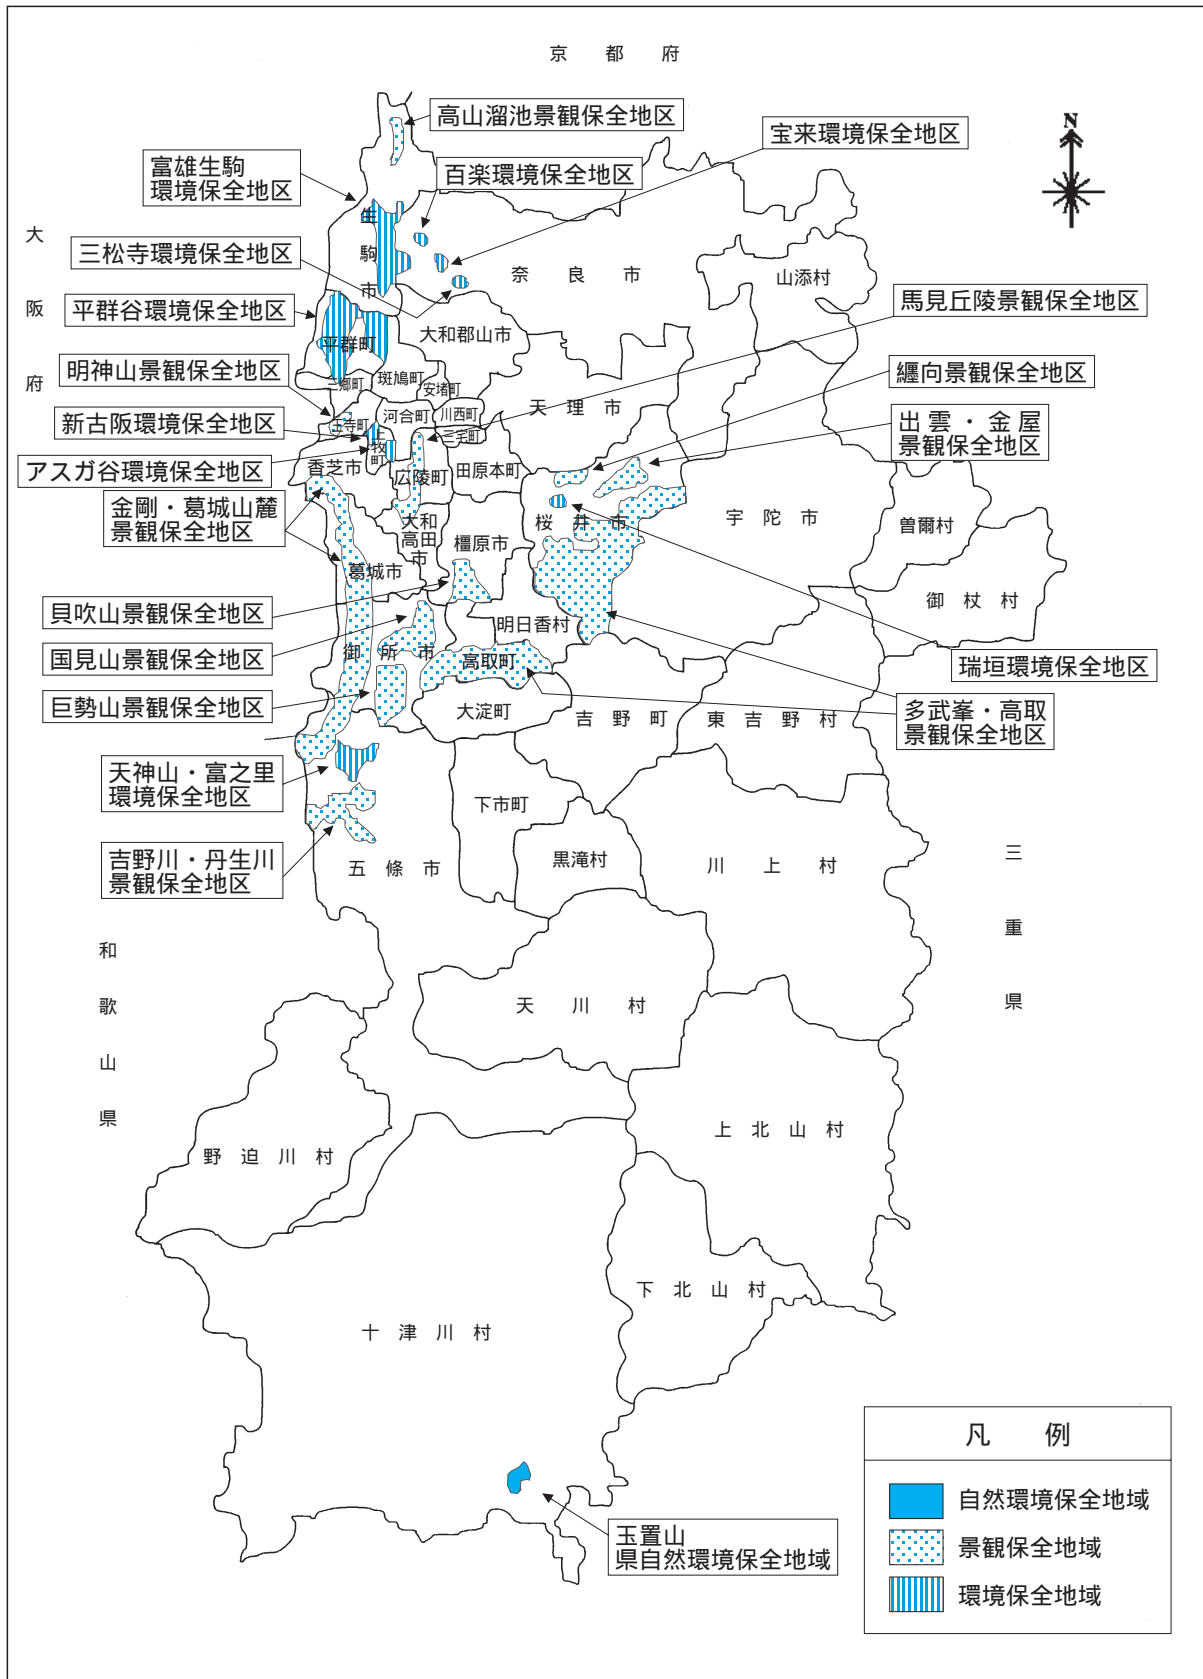 京都府
高山溜池景観保全地区
宝来環境保全地区
富雄生駒
環境保全地区
百楽環境保全地区
N
大阪府
生駒市
三松寺環境保全地区
奈良市
山添村
平群谷環境保全地区
馬見丘陵景観保全地区
大和郡山市
平群町
明神山景観保全地区
三郷町
斑鳩町
安堵町
纒向景観保全地区
天理市
新古阪環境保全地区
王寺町
河合町
川西町
三宅町
出雲・金屋
景観保全地区
上牧町
アスガ谷環境保全地区
香芝市
広陵町
田原本町
金剛・葛城山麓
景観保全地区
大和
高田
市
橿原市
桜井市
宇陀市
曽爾村
葛城市
御杖村
貝吹山景観保全地区
明日香村
国見山景観保全地区
御所市
高取町
瑞垣環境保全地区
巨勢山景観保全地区
大淀町
吉野町
東吉野村
多武峯・高取
景観保全地区
天神山・富之里
環境保全地区
下市町
吉野川・丹生川
景観保全地区
五條市
黒滝村
川上村
三重県
和歌山県
天川村
野迫川村
上北山村
下北山村
十津川村
凡例
自然環境保全地域
景観保全地域
環境保全地域
玉置山
県自然環境保全地域